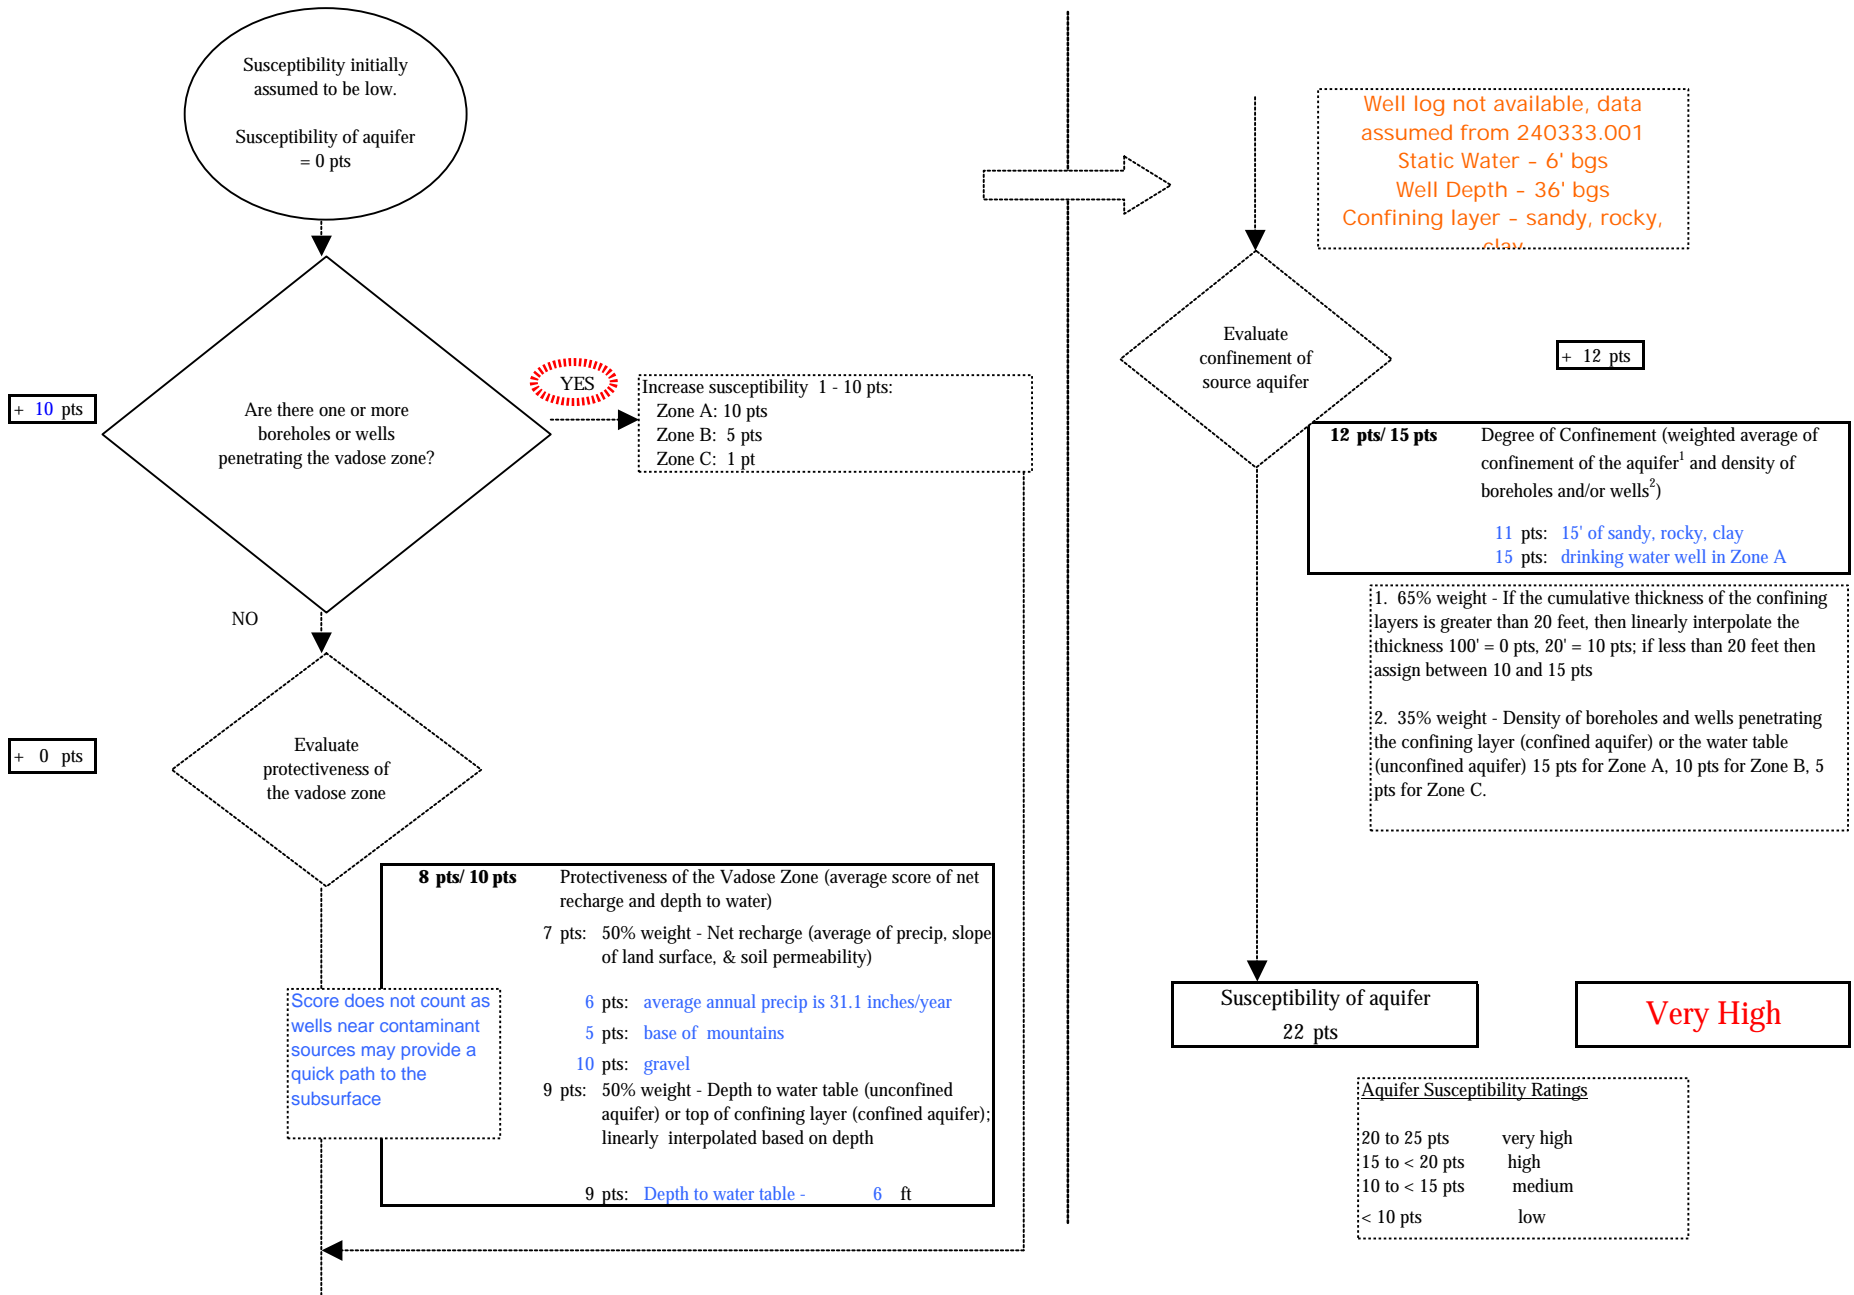 Susceptibility initially
assumed to be low.
Susceptibility of aquifer
= 0 pts
+ 10 pts
Are there one or more
boreholes or wells
penetrating the vadose zone?
YES
Increase susceptibility 1 - 10 pts:
Zone A: 10 pts
Zone B: 5 pts
Zone C: 1 pt
NO
+ 0 pts
Evaluate
protectiveness of
the vadose zone
8 pts/ 10 pts Protectiveness of the Vadose Zone (average score of net
recharge and depth to water)
7 pts: 50% weight - Net recharge (average of precip, slope
of land surface, & soil permeability)
6 pts: average annual precip is 31.1 inches/year
5 pts: base of mountains
10 pts: gravel
9 pts: 50% weight - Depth to water table (unconfined
aquifer) or top of confining layer (confined aquifer);
linearly interpolated based on depth
9 pts: Depth to water table - 6 ft
Score does not count as
wells near contaminant
sources may provide a
quick path to the
subsurface
Well log not available, data
assumed from 240333.001
Static Water - 6' bgs
Well Depth - 36' bgs
Confining layer - sandy, rocky,
clay
Evaluate
confinement of
source aquifer
+ 12 pts
12 pts/ 15 pts Degree of Confinement (weighted average of
confinement of the aquifer1 and density of
boreholes and/or wells2)
11 pts: 15' of sandy, rocky, clay
15 pts: drinking water well in Zone A
1. 65% weight - If the cumulative thickness of the confining
layers is greater than 20 feet, then linearly interpolate the
thickness 100' = 0 pts, 20' = 10 pts; if less than 20 feet then
assign between 10 and 15 pts
2. 35% weight - Density of boreholes and wells penetrating
the confining layer (confined aquifer) or the water table
(unconfined aquifer) 15 pts for Zone A, 10 pts for Zone B, 5
pts for Zone C.
Susceptibility of aquifer
22 pts
Very High
Aquifer Susceptibility Ratings
20 to 25 pts very high
15 to < 20 pts high
10 to < 15 pts medium
< 10 pts low